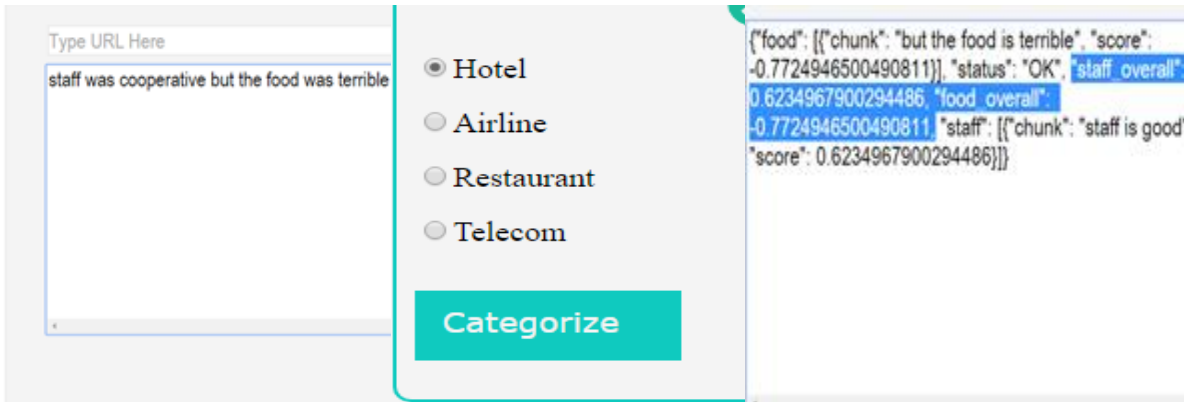 Type URL Here
staff was cooperative but the food was terrible
Hotel
Airline
Restaurant
Telecom
Categorize
{"food": [{"chunk": "but the food is terrible", "score":
-0.7724946500490811}], "status": "OK", "staff_overall":
0.6234967900294486, "food_overall":
-0.7724946500490811, "staff": [{"chunk": "staff is good"
"score": 0.6234967900294486}]}